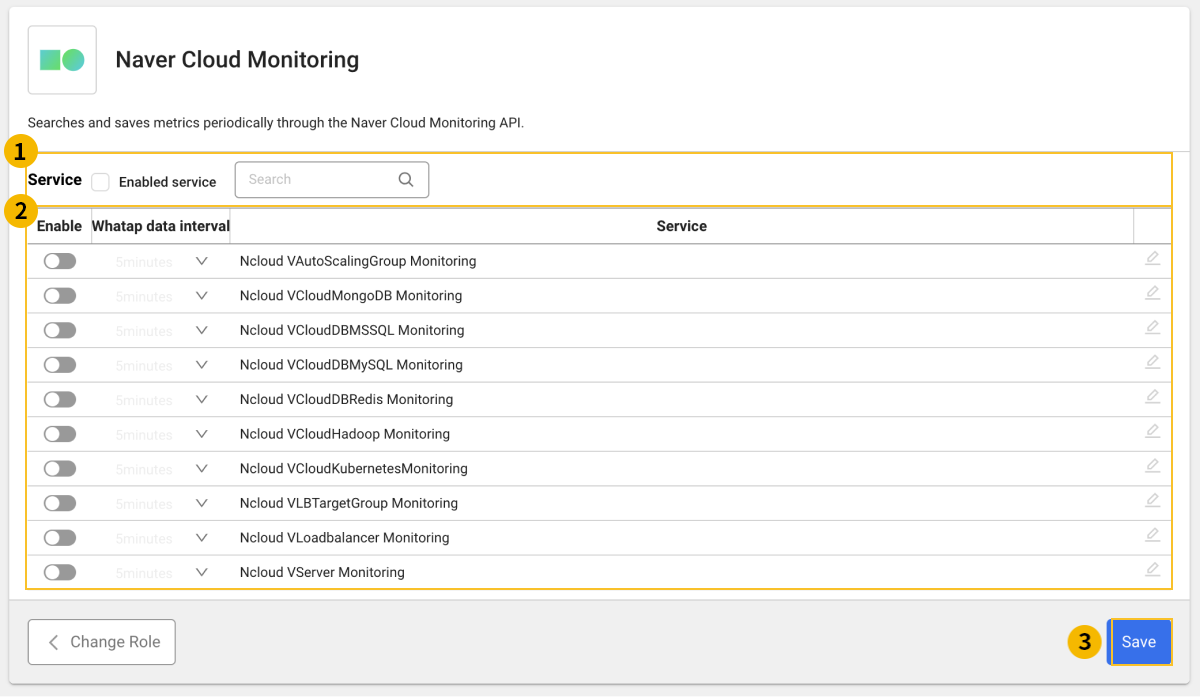 Naver Cloud Monitoring
Searches and saves metrics periodically through the Naver Cloud Monitoring API.
1
Service Enabled service Search
2
Enable Whatap data interval Service
5minutes Ncloud VAutoScalingGroup Monitoring
5minutes Ncloud VCloudMongoDB Monitoring
5minutes Ncloud VCloudDBMSSQL Monitoring
5minutes Ncloud VCloudDBMySQL Monitoring
5minutes Ncloud VCloudDBRedis Monitoring
5minutes Ncloud VCloudHadoop Monitoring
5minutes Ncloud VCloudKubernetesMonitoring
5minutes Ncloud VLBTargetGroup Monitoring
5minutes Ncloud VLoadbalancer Monitoring
5minutes Ncloud VServer Monitoring
Change Role 3 Save